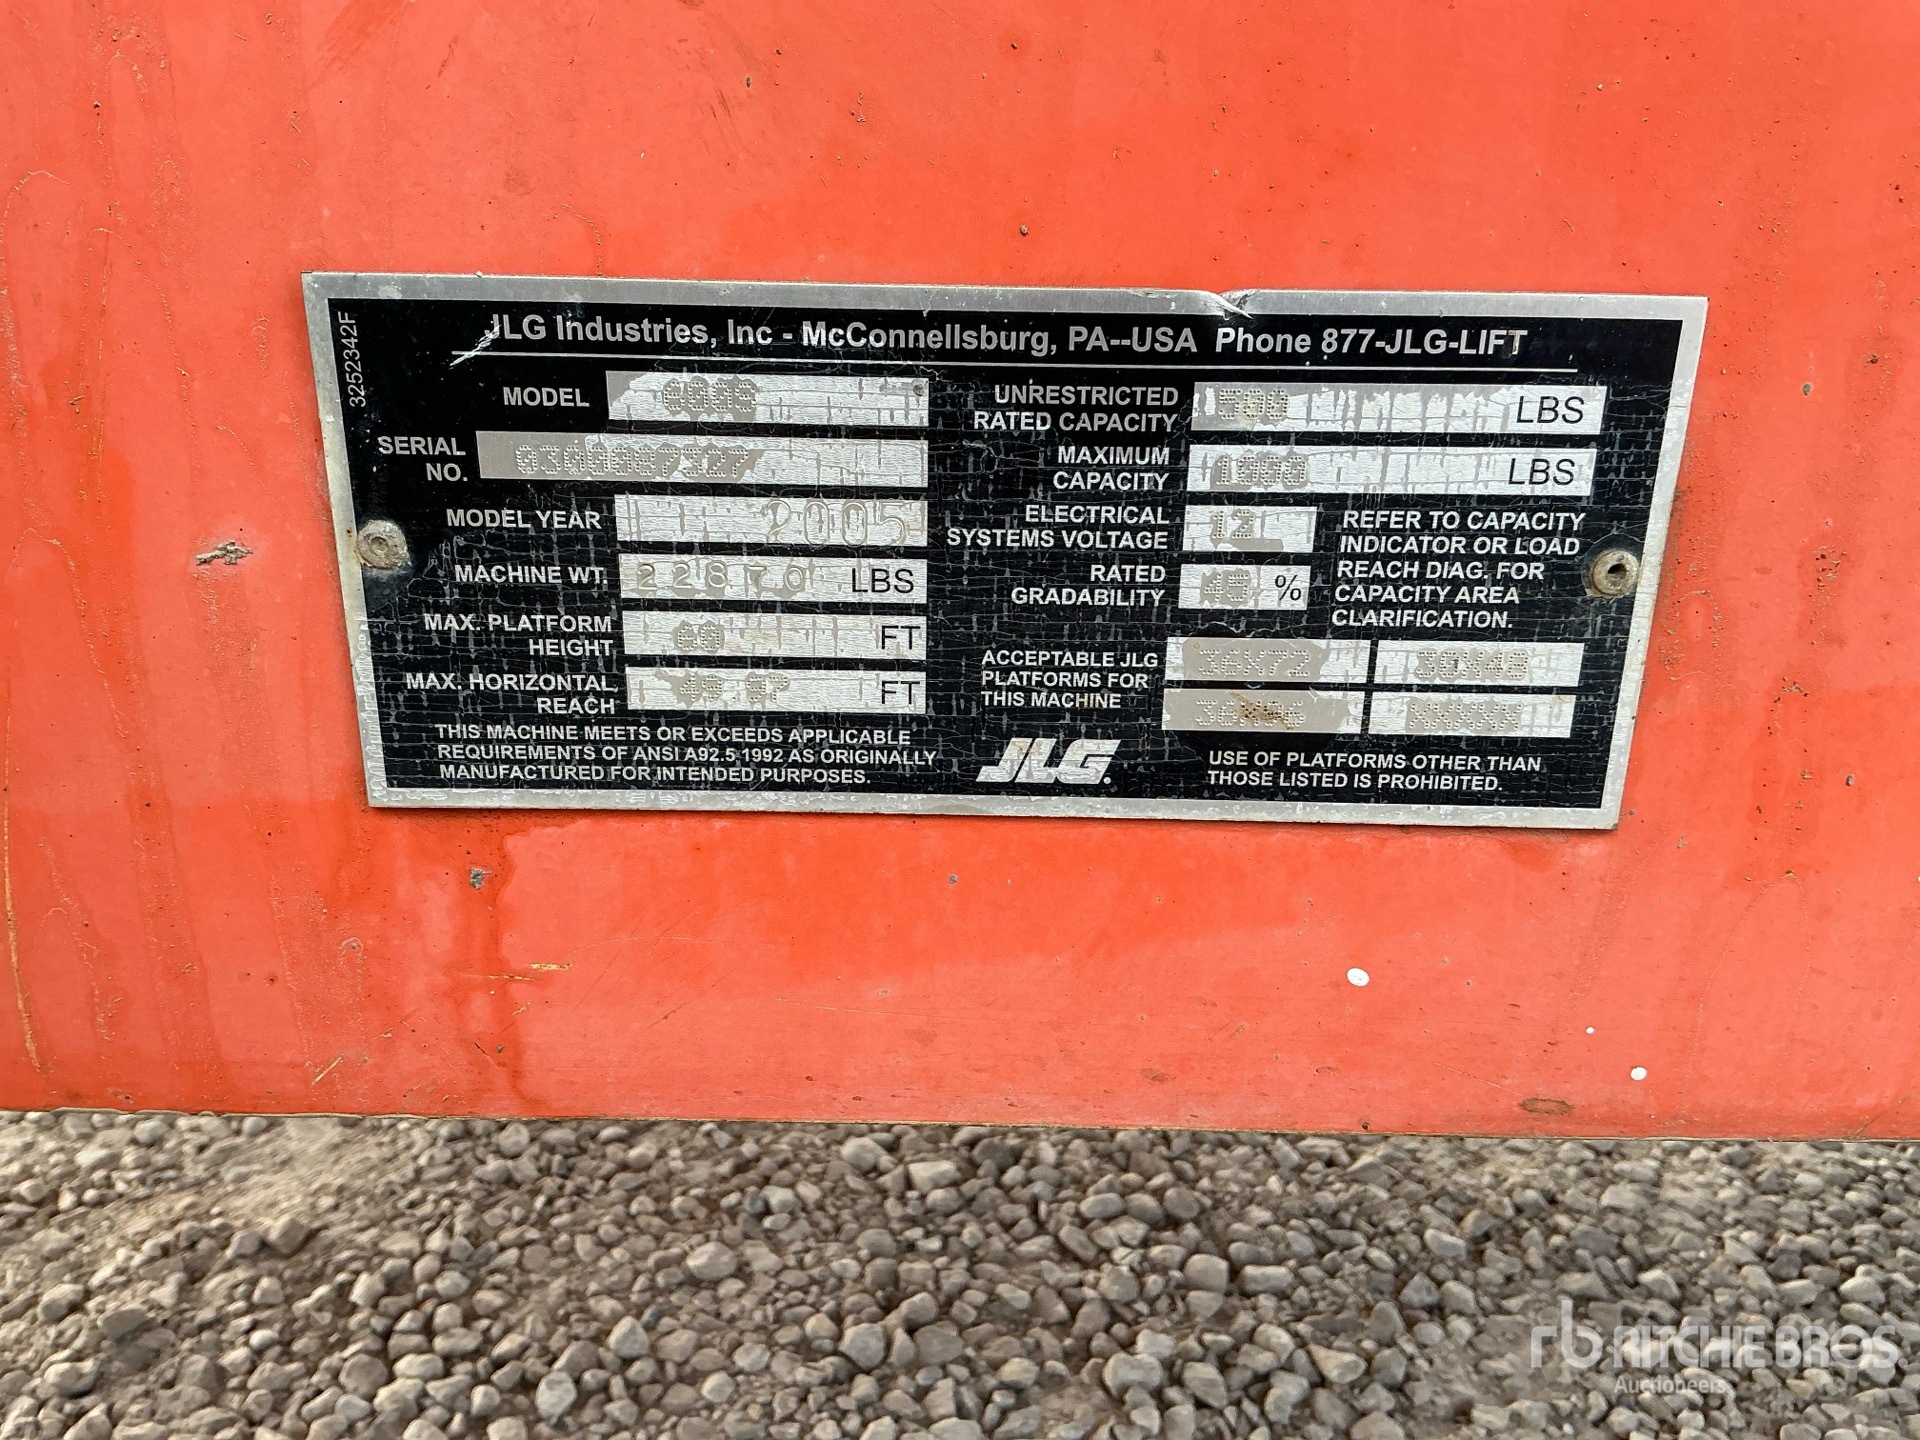 3252342F
JLG Industries, Inc - McConnellsburg, PA--USA Phone 877-JLG-LIFT
MODEL
SERIAL NO. 0300087327
MODEL YEAR 2005
MACHINE WT. 22870 LBS
MAX. PLATFORM
HEIGHT FT
MAX. HORIZONTAL
REACH FT
THIS MACHINE MEETS OR EXCEEDS APPLICABLE
REQUIREMENTS OF ANSI A92.5 1992 AS ORIGINALLY
MANUFACTURED FOR INTENDED PURPOSES.
UNRESTRICTED
RATED CAPACITY 500 LBS
MAXIMUM
CAPACITY 1000 LBS
ELECTRICAL
SYSTEMS VOLTAGE 12
RATED
GRADABILITY 45 %
REFER TO CAPACITY
INDICATOR OR LOAD
REACH DIAG. FOR
CAPACITY AREA
CLARIFICATION.
ACCEPTABLE JLG
PLATFORMS FOR
THIS MACHINE
36X72 30X48
36X96 XXXXX
JLG
USE OF PLATFORMS OTHER THAN
THOSE LISTED IS PROHIBITED.
rb RITCHIE BROS.
Auctioneers